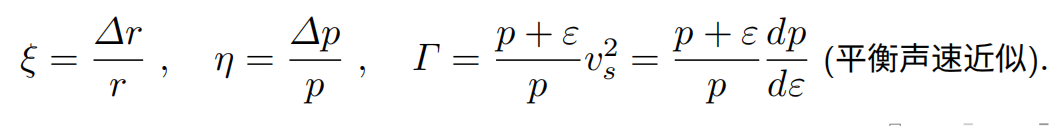 ξ = Δr/r , η = Δp/p , Γ = (p + ε)/p v_s^2 = (p + ε)/p dp/dε (平衡声速近似).